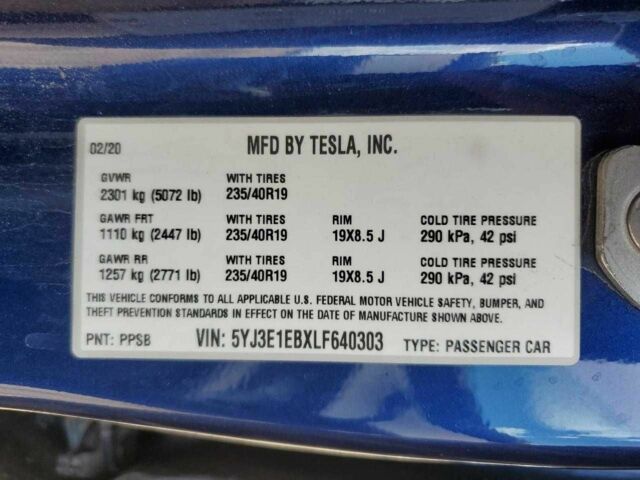 02/20 MFD BY TESLA, INC.
GVWR WITH TIRES
2301 kg (5072 lb) 235/40R19
GAWR FRT WITH TIRES RIM COLD TIRE PRESSURE
1110 kg (2447 lb) 235/40R19 19X8.5 J 290 kPa, 42 psi
GAWR RR WITH TIRES RIM COLD TIRE PRESSURE
1257 kg (2771 lb) 235/40R19 19X8.5 J 290 kPa, 42 psi
THIS VEHICLE CONFORMS TO ALL APPLICABLE U.S. FEDERAL MOTOR VEHICLE SAFETY, BUMPER, AND
THEFT PREVENTION STANDARDS IN EFFECT ON THE DATE OF MANUFACTURE SHOWN ABOVE.
PNT: PPSB VIN: 5YJ3E1EBXLF640303 TYPE: PASSENGER CAR